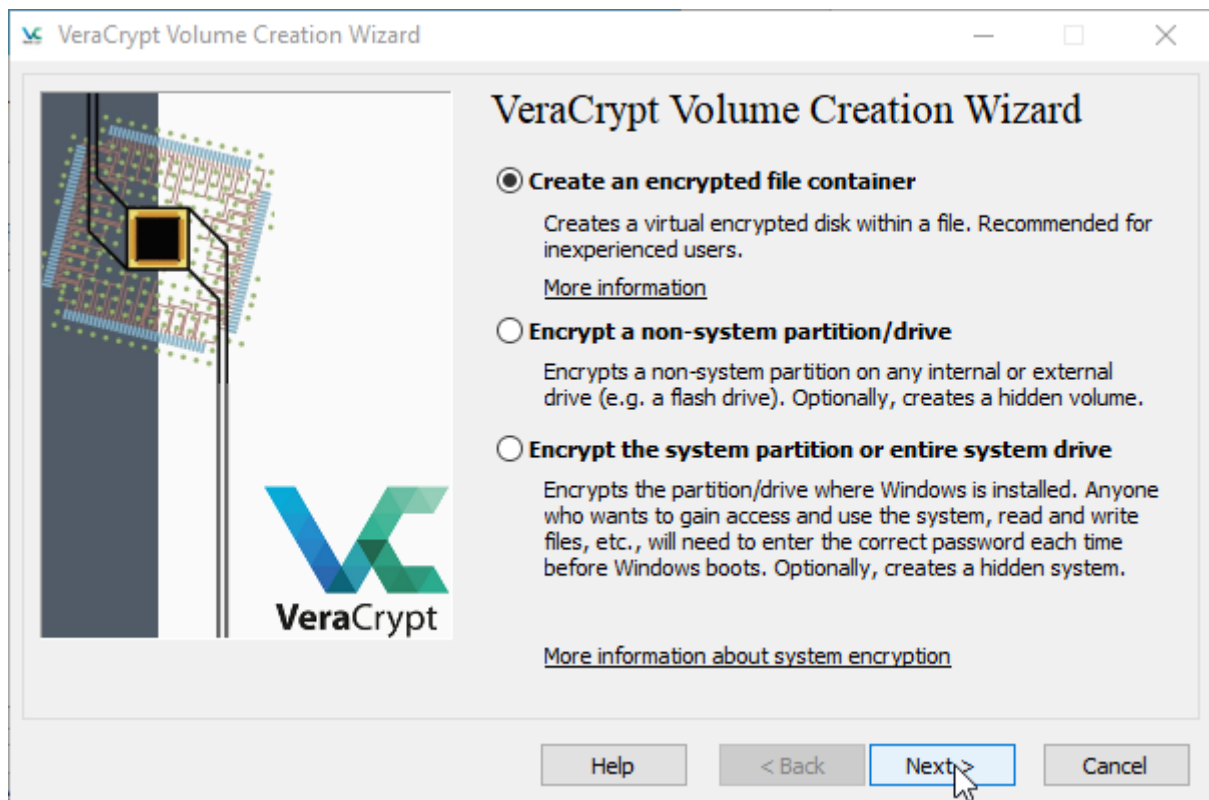 VeraCrypt Volume Creation Wizard
VeraCrypt Volume Creation Wizard
Create an encrypted file container
Creates a virtual encrypted disk within a file. Recommended for
inexperienced users.
More information
Encrypt a non-system partition/drive
Encrypts a non-system partition on any internal or external
drive (e.g. a flash drive). Optionally, creates a hidden volume.
Encrypt the system partition or entire system drive
Encrypts the partition/drive where Windows is installed. Anyone
who wants to gain access and use the system, read and write
files, etc., will need to enter the correct password each time
before Windows boots. Optionally, creates a hidden system.
VeraCrypt
More information about system encryption
Help
< Back
Next >
Cancel